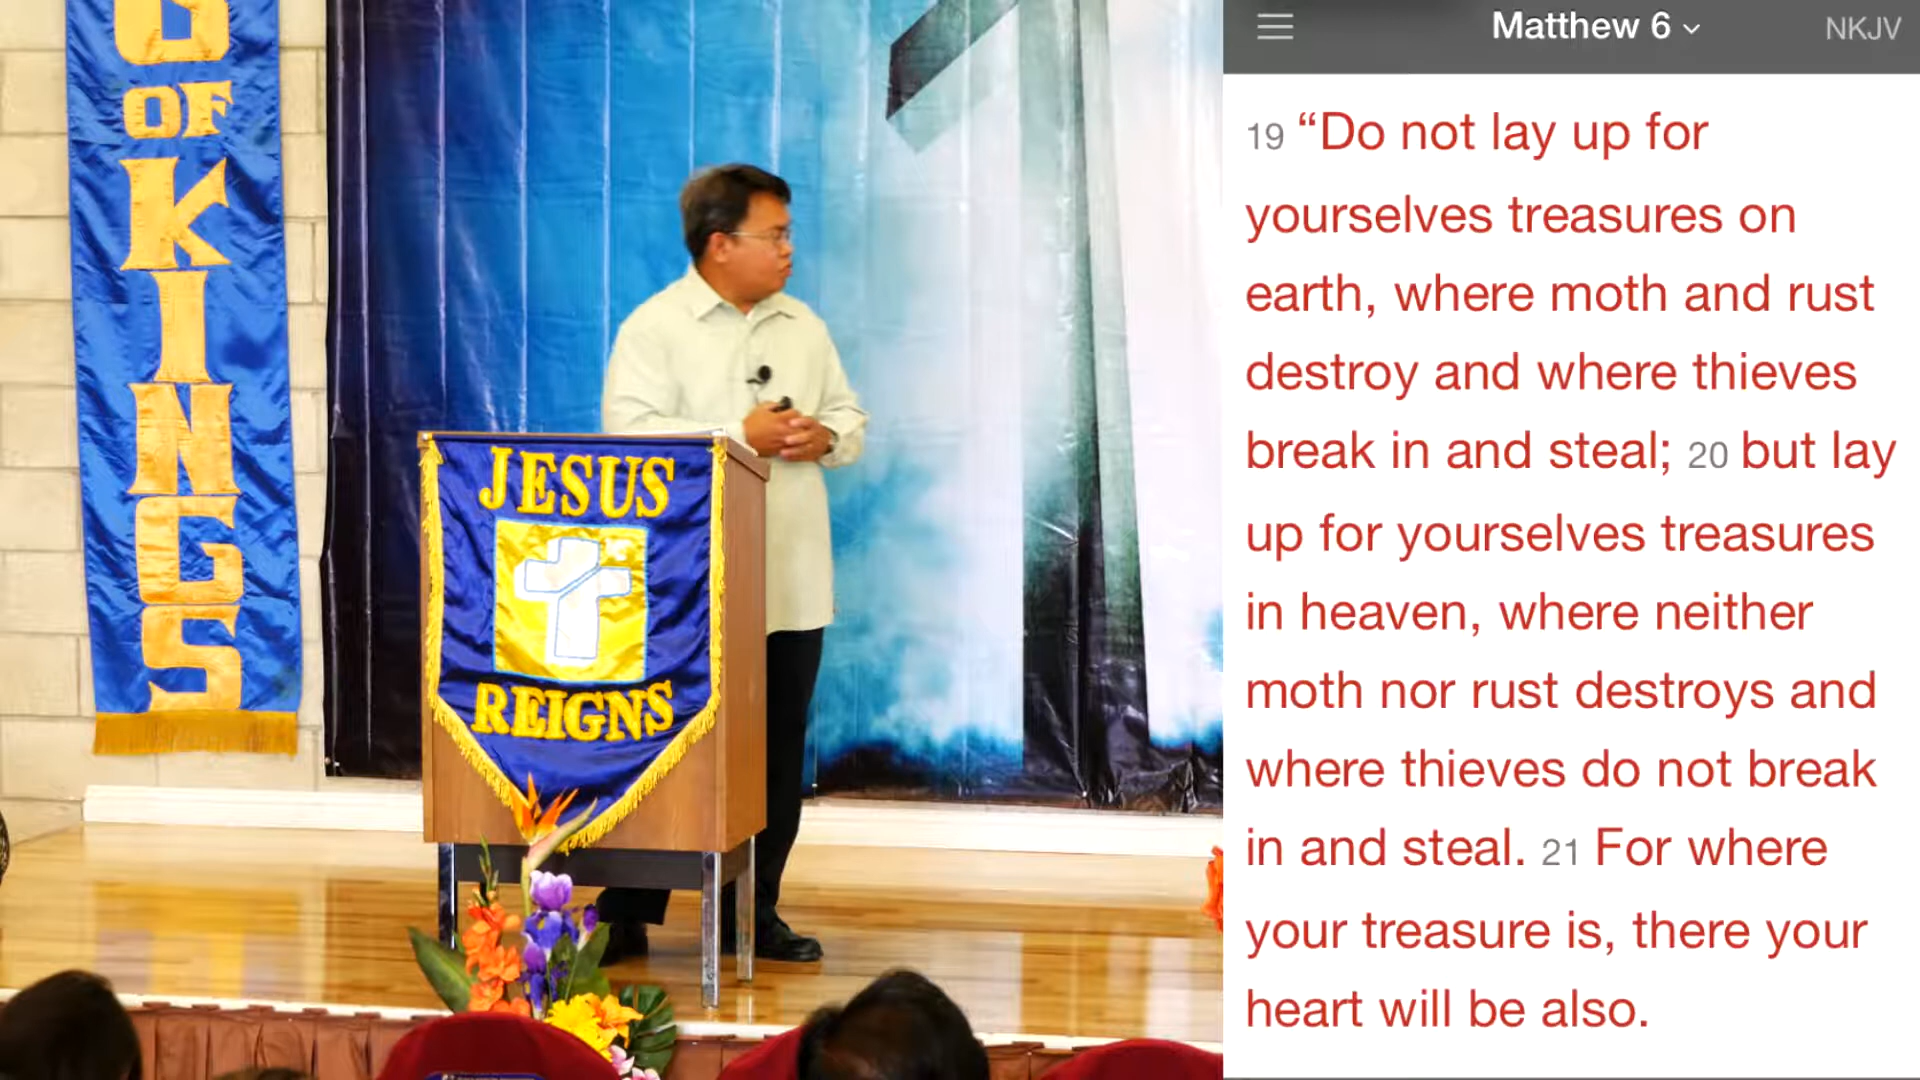 OF
KINGS
JESUS
REIGNS
Matthew 6
NKJV
19 “Do not lay up for
yourselves treasures on
earth, where moth and rust
destroy and where thieves
break in and steal; 20 but lay
up for yourselves treasures
in heaven, where neither
moth nor rust destroys and
where thieves do not break
in and steal. 21 For where
your treasure is, there your
heart will be also.